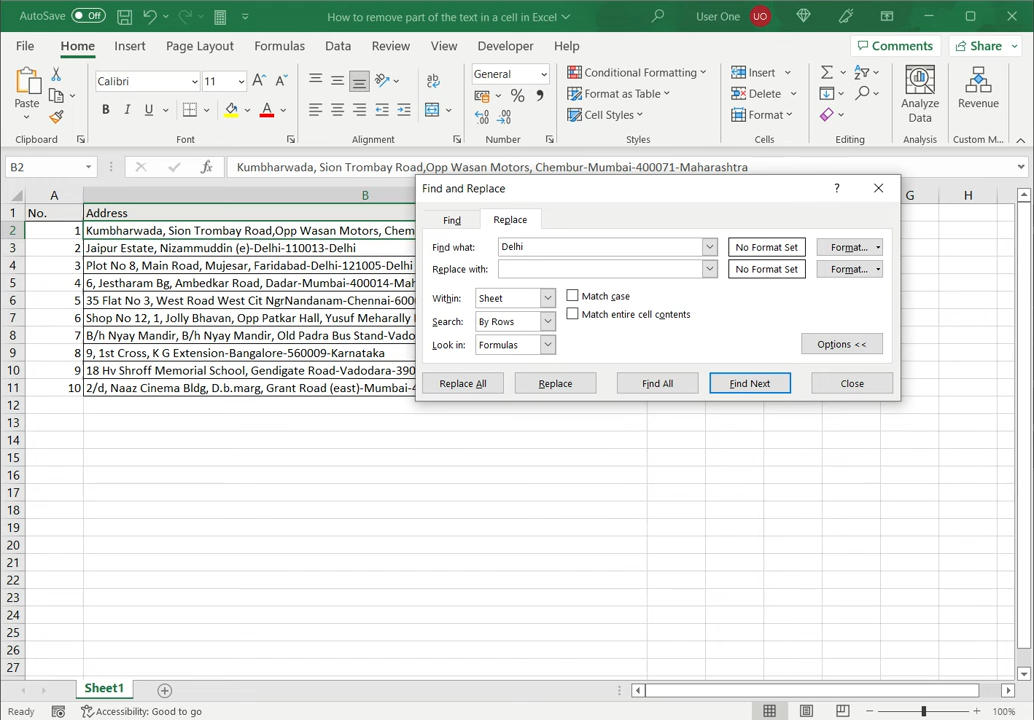 AutoSave Off How to remove part of the text in a cell in Excel User One UO
File Home Insert Page Layout Formulas Data Review View Developer Help Comments Share
Calibri 11 General Conditional Formatting Insert
Paste Format as Table Delete Analyze Data Revenue
B I U A Cell Styles Format
Clipboard Font Alignment Number Styles Cells Editing Analysis Custom M...
B2 fx Kumbharwada, Sion Trombay Road,Opp Wasan Motors, Chembur-Mumbai-400071-Maharashtra
Find and Replace ?
A B G H
Find Replace
1 No. Address
2 1 Kumbharwada, Sion Trombay Road,Opp Wasan Motors, Chem
3 2 Jaipur Estate, Nizammuddin (e)-Delhi-110013-Delhi
4 3 Plot No 8, Main Road, Mujesar, Faridabad-Delhi-121005-Delhi
5 4 6, Jestharam Bg, Ambedkar Road, Dadar-Mumbai-400014-Mah
6 5 35 Flat No 3, West Road West Cit NgrNandanam-Chennai-6000
7 6 Shop No 12, 1, Jolly Bhavan, Opp Patkar Hall, Yusuf Meharally
8 7 B/h Nyay Mandir, B/h Nyay Mandir, Old Padra Bus Stand-Vado
9 8 9, 1st Cross, K G Extension-Bangalore-560009-Karnataka
10 9 18 Hv Shroff Memorial School, Gendigate Road-Vadodara-390
11 10 2/d, Naaz Cinema Bldg, D.b.marg, Grant Road (east)-Mumbai-4
Find what: Delhi No Format Set Format...
Replace with: No Format Set Format...
Within: Sheet Match case
Search: By Rows Match entire cell contents
Look in: Formulas Options <<
Replace All Replace Find All Find Next Close
12
13
14
15
16
17
18
19
20
21
22
23
24
25
26
27
Sheet1
Ready Accessibility: Good to go 100%